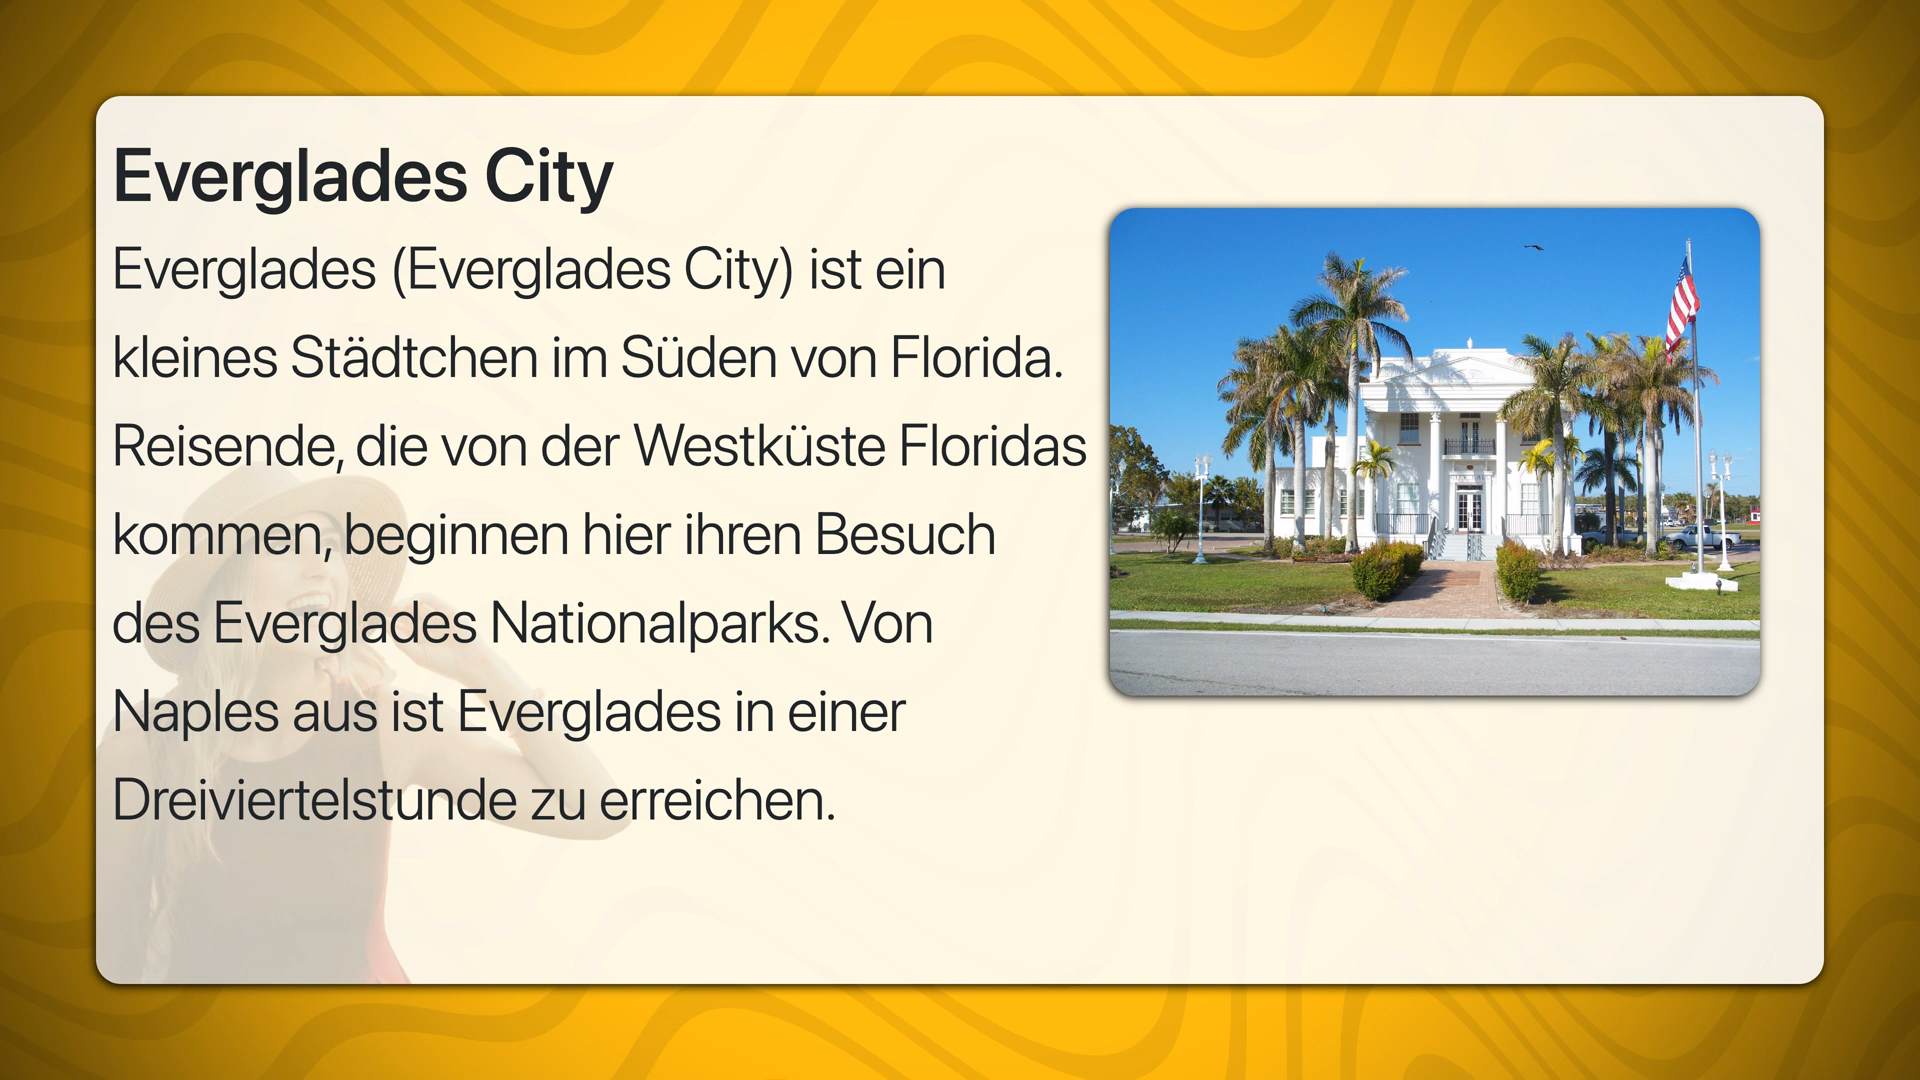 Everglades City
Everglades (Everglades City) ist ein
kleines Städtchen im Süden von Florida.
Reisende, die von der Westküste Floridas
kommen, beginnen hier ihren Besuch
des Everglades Nationalparks. Von
Naples aus ist Everglades in einer
Dreiviertelstunde zu erreichen.